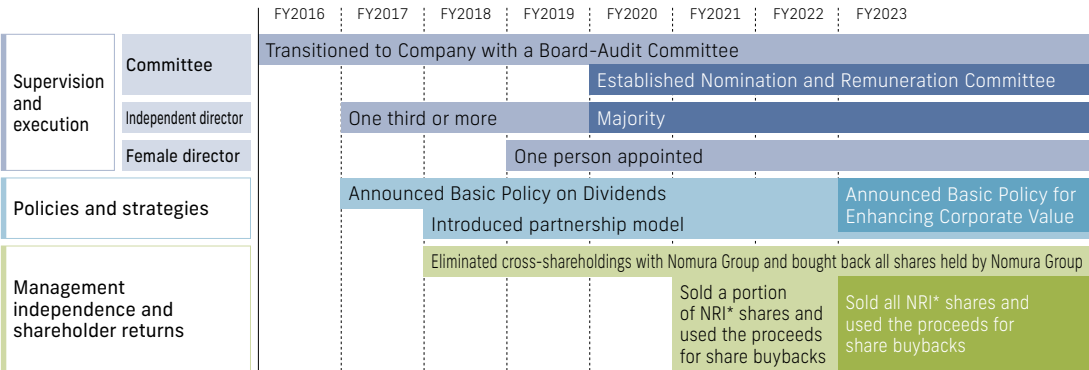 FY2016 FY2017 FY2018 FY2019 FY2020 FY2021 FY2022 FY2023
Supervision
and
execution
Committee
Transitioned to Company with a Board-Audit Committee
Established Nomination and Remuneration Committee
Independent director
One third or more
Majority
Female director
One person appointed
Policies and strategies
Announced Basic Policy on Dividends
Introduced partnership model
Announced Basic Policy for
Enhancing Corporate Value
Management
independence and
shareholder returns
Eliminated cross-shareholdings with Nomura Group and bought back all shares held by Nomura Group
Sold a portion
of NRI* shares and
used the proceeds
for share buybacks
Sold all NRI* shares and
used the proceeds for
share buybacks